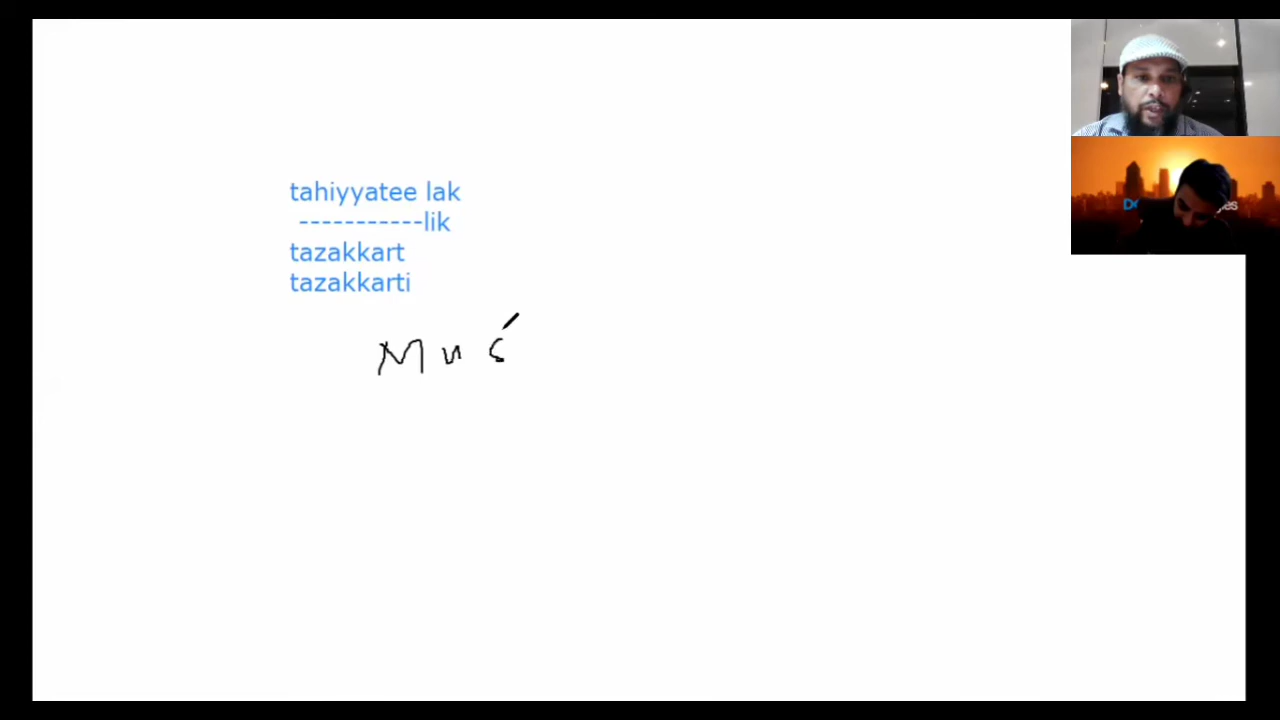 tahiyyatee lak
-----------lik
tazakkart
tazakkarti